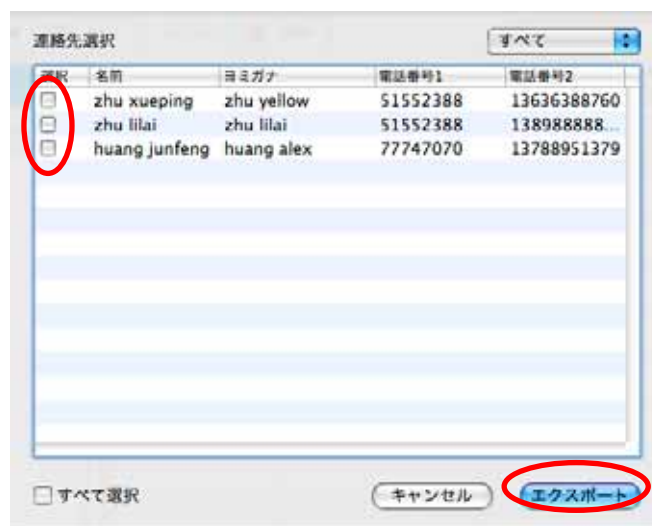 連絡先選択 すべて
選択 名前 ヨミガナ 電話番号1 電話番号2
zhu xueping zhu yellow 51552388 13636388760
zhu lilai zhu lilai 51552388 138988888...
huang junfeng huang alex 77747070 13788951379
すべて選択 キャンセル エクスポート